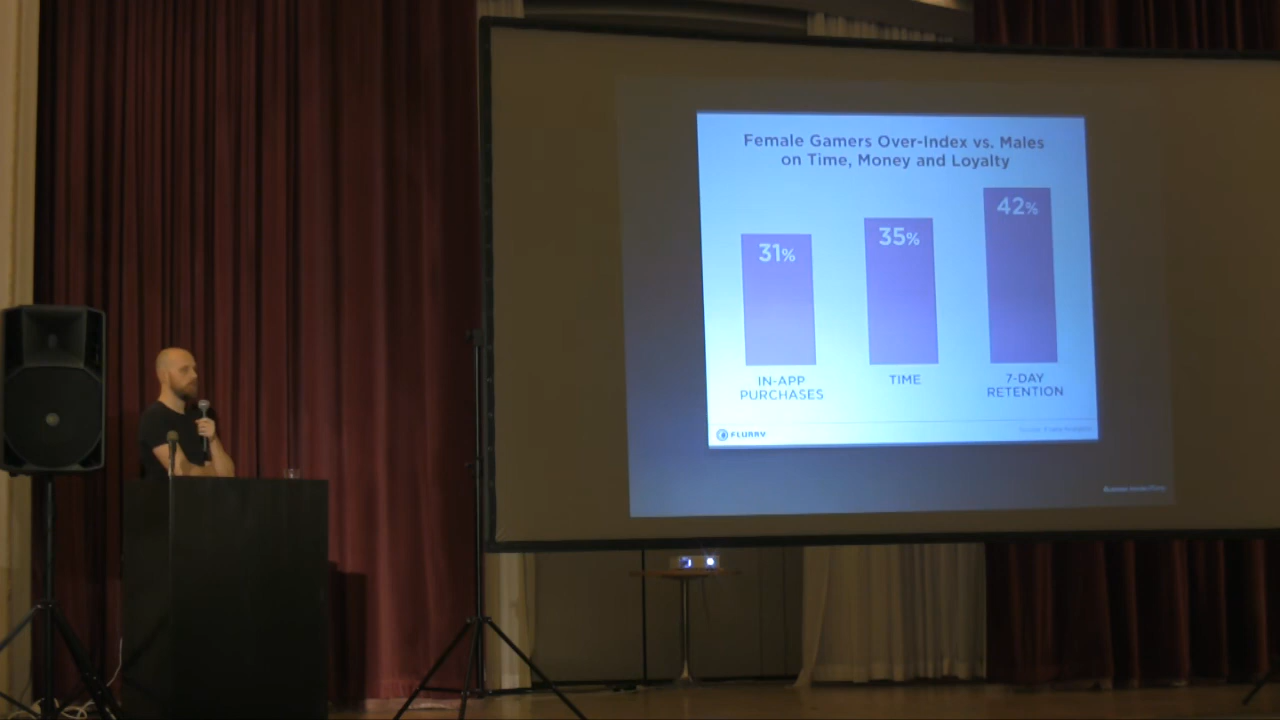 Female Gamers Over-Index vs. Males
on Time, Money and Loyalty
31%
35%
42%
IN-APP
PURCHASES
TIME
7-DAY
RETENTION
FLURRY